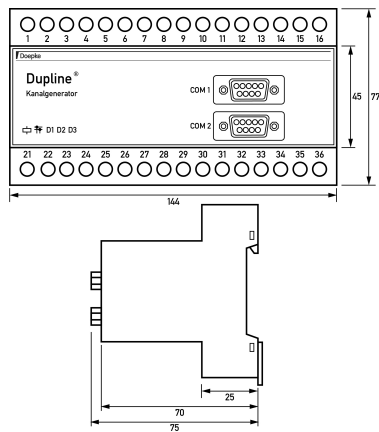 1 2 3 4 5 6 7 8 9 10 11 12 13 14 15 16
Doepke
Dupline®
Kanalgenerator
COM 1
COM 2
D1 D2 D3
21 22 23 24 25 26 27 28 29 30 31 32 33 34 35 36
45
77
144
25
70
75